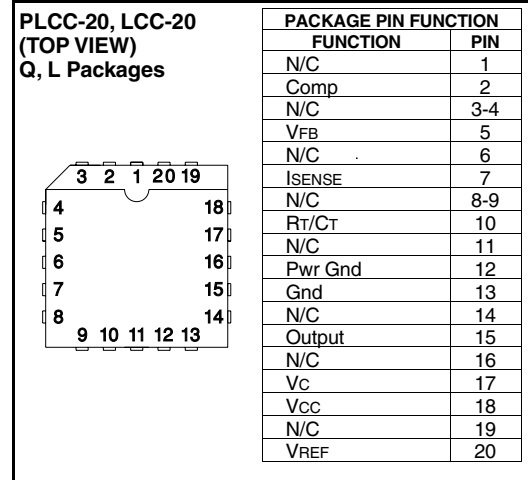 PLCC-20, LCC-20
(TOP VIEW)
Q, L Packages
3 2 1 20 19
4 18
5 17
6 16
7 15
8 14
9 10 11 12 13
PACKAGE PIN FUNCTION
FUNCTION PIN
N/C 1
Comp 2
N/C 3-4
VFB 5
N/C 6
ISENSE 7
N/C 8-9
RT/CT 10
N/C 11
Pwr Gnd 12
Gnd 13
N/C 14
Output 15
N/C 16
VC 17
VCC 18
N/C 19
VREF 20